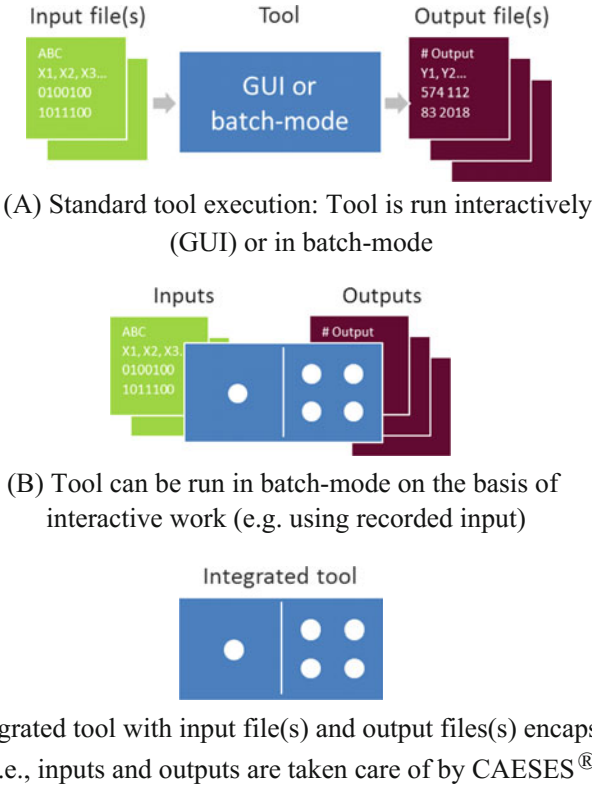 Input file(s) Tool Output file(s)
ABC
X1, X2, X3...
0100100
1011100
GUI or
batch-mode
# Output
Y1, Y2...
574 112
83 2018
(A) Standard tool execution: Tool is run interactively
(GUI) or in batch-mode
Inputs Outputs
ABC
X1, X2, X3.
0100100
1011100
# Output
(B) Tool can be run in batch-mode on the basis of
interactive work (e.g. using recorded input)
Integrated tool
grated tool with input file(s) and output files(s) encaps
.e., inputs and outputs are taken care of by CAESES®